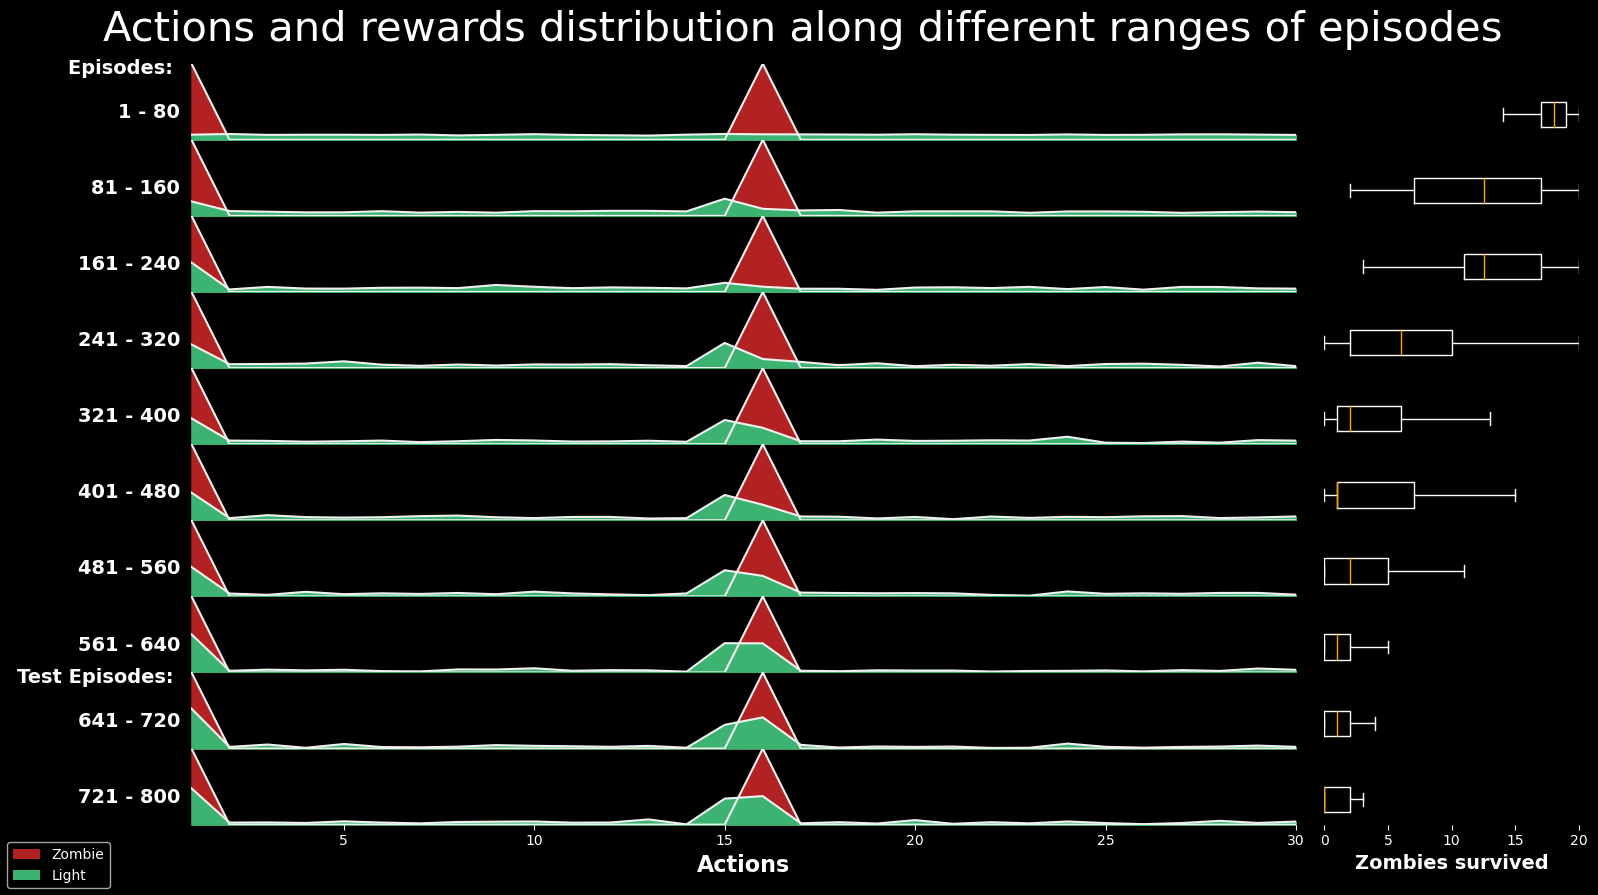 Actions and rewards distribution along different ranges of episodes
Episodes:
1 - 80
81 - 160
161 - 240
241 - 320
321 - 400
401 - 480
481 - 560
561 - 640
Test Episodes:
641 - 720
721 - 800
5 10 15 20 25 30
Actions
0 5 10 15 20
Zombies survived
Zombie
Light